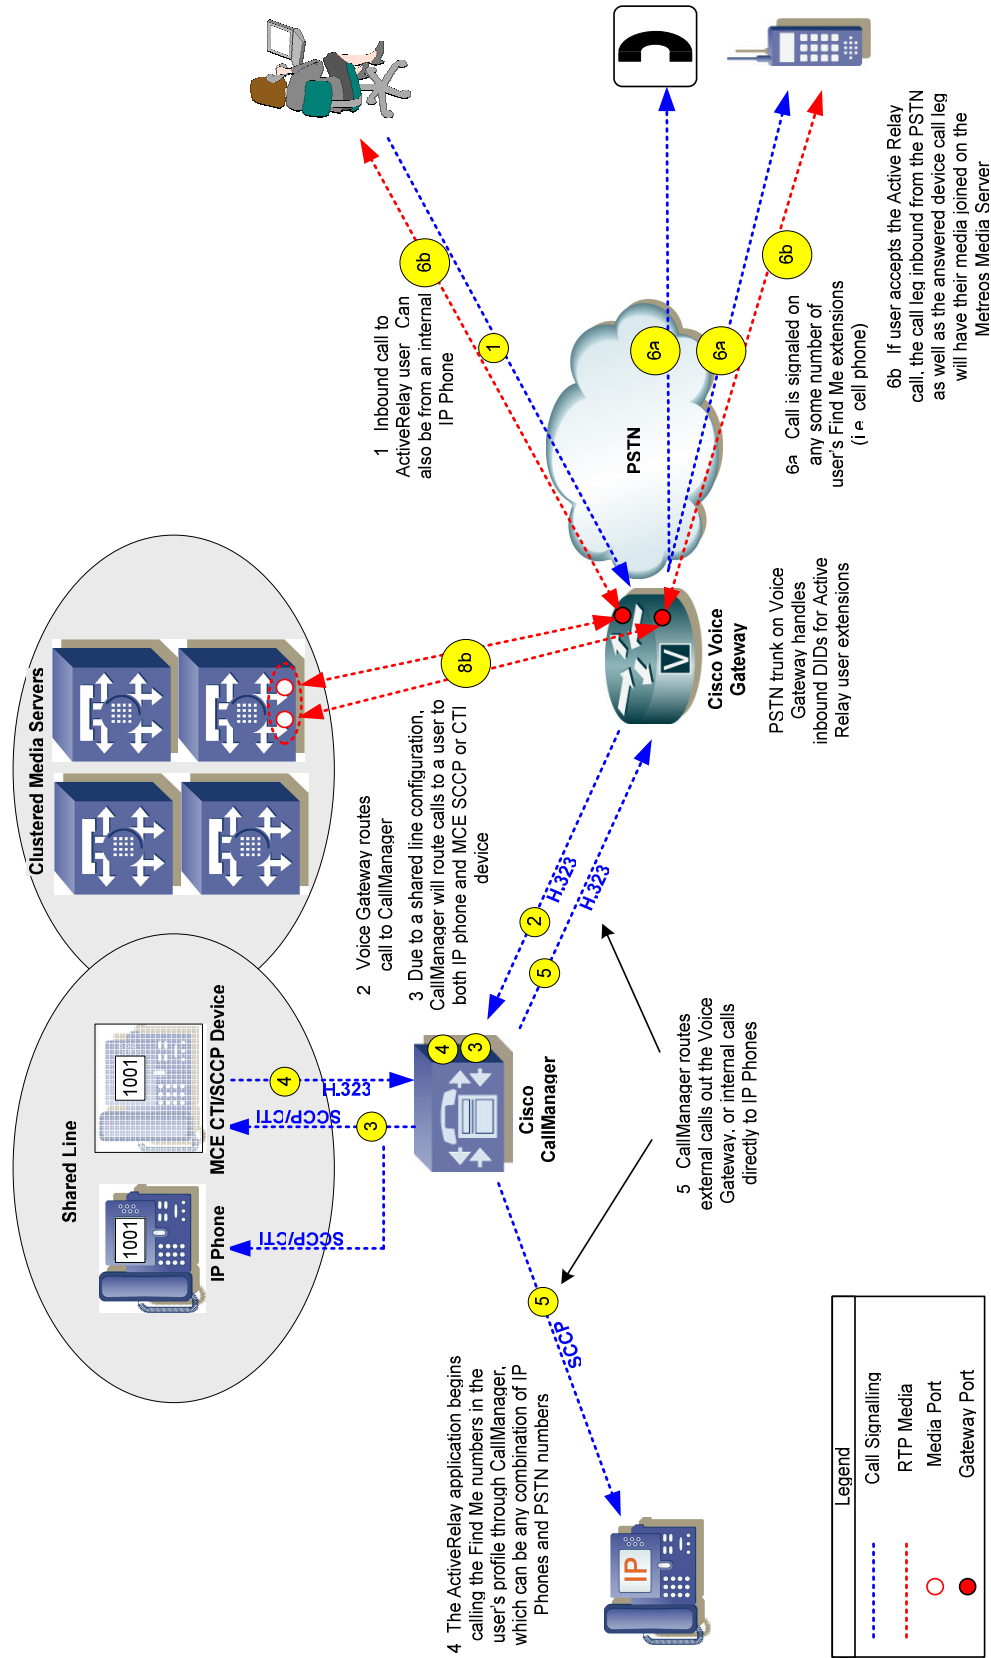 Shared Line
1001
1001
IP Phone
MCE CTI/SCCP Device
Clustered Media Servers
SCCP/CTI
SCCP/CTI
3
4
H.323
4
3
Cisco
CallManager
2 Voice Gateway routes
call to CallManager
3 Due to a shared line configuration,
CallManager will route calls to a user to
both IP phone and MCE SCCP or CTI
device
8b
1 Inbound call to
ActiveRelay user Can
also be from an internal
IP Phone
6b
1
2
H.323
5
H.323
V
Cisco Voice
Gateway
PSTN
6a
6a
6b
4 The ActiveRelay application begins
calling the Find Me numbers in the
user's profile through CallManager,
which can be any combination of IP
Phones and PSTN numbers
5
SCCP
IP
5 CallManager routes
external calls out the Voice
Gateway, or internal calls
directly to IP Phones
PSTN trunk on Voice
Gateway handles
inbound DIDs for Active
Relay user extensions
6a Call is signaled on
any some number of
user's Find Me extensions
(i e cell phone)
6b If user accepts the Active Relay
call, the call leg inbound from the PSTN
as well as the answered device call leg
will have their media joined on the
Metreos Media Server
Legend
Call Signalling
RTP Media
Media Port
Gateway Port